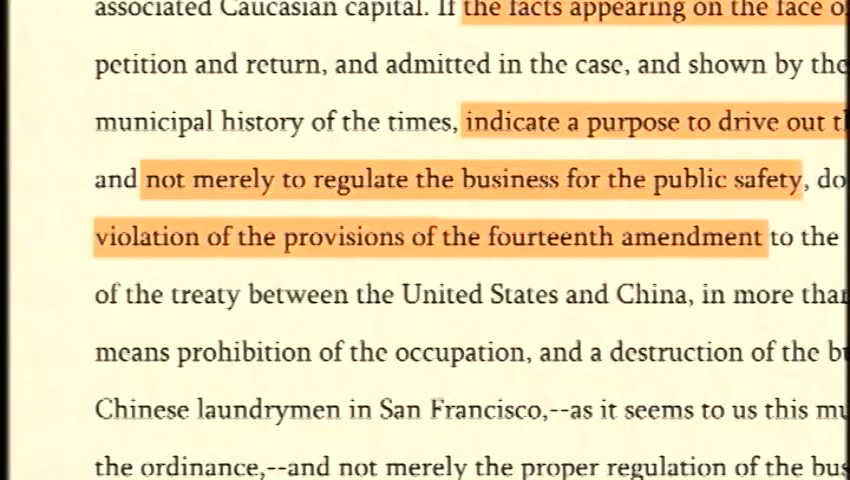 associated Caucasian capital. If the facts appearing on the face
petition and return, and admitted in the case, and shown by the
municipal history of the times, indicate a purpose to drive out
and not merely to regulate the business for the public safety, do
violation of the provisions of the fourteenth amendment to the
of the treaty between the United States and China, in more than
means prohibition of the occupation, and a destruction of the
Chinese laundrymen in San Francisco,--as it seems to us this
the ordinance,--and not merely the proper regulation of the